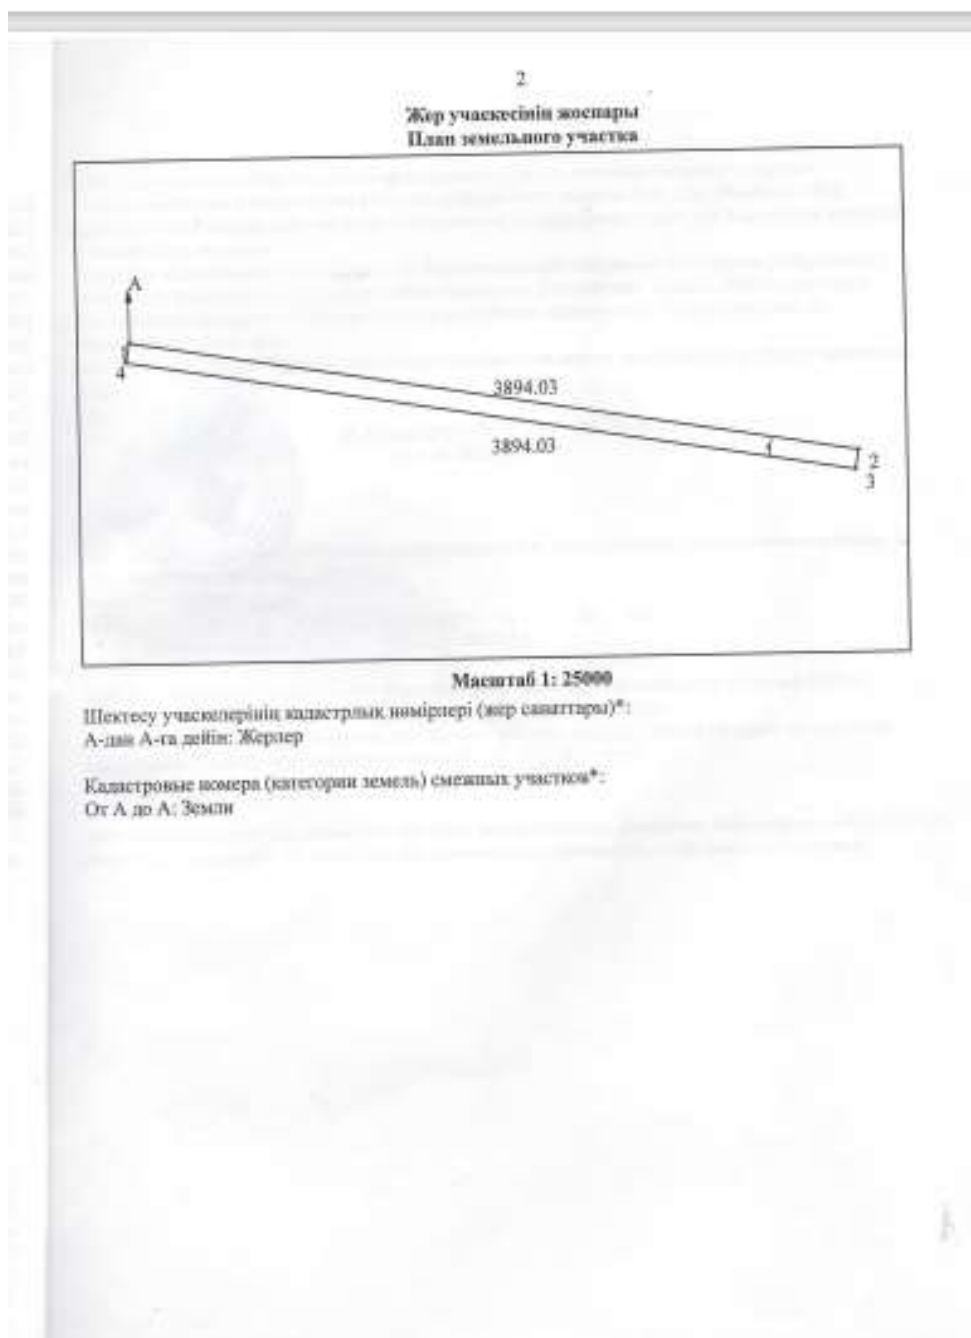 2
Жер учаскесінің жоспары
План земельного участка
А
4
3894.03
3894.03
1
2
3
Масштаб 1: 25000
Шектесу учаскелерінің кадастрлық нөмірлері (жер санаттары)*:
А-дан А-ға дейін: Жерлер
Кадастровые номера (категории земель) смежных участков*:
От А до А: Земли